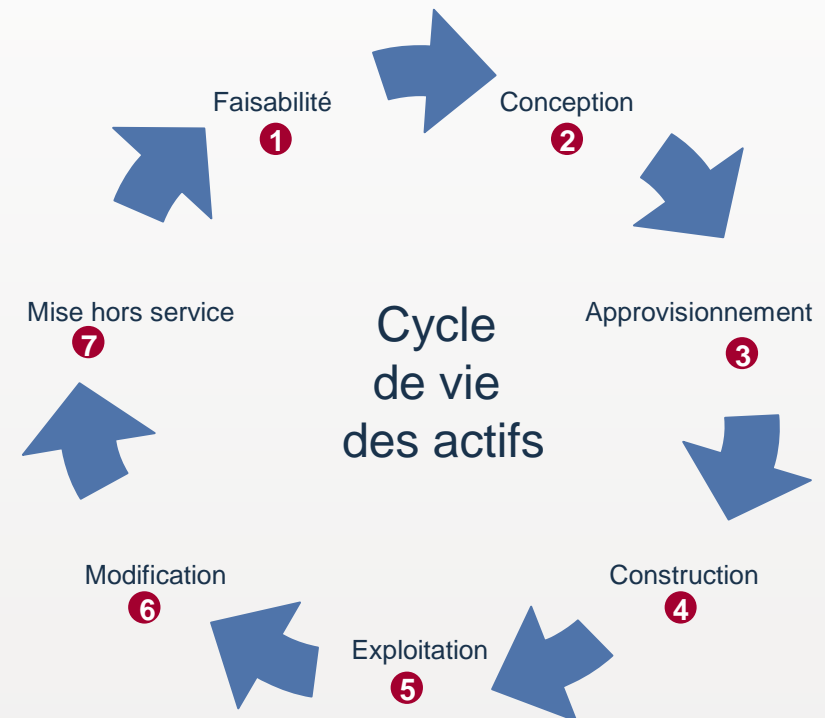 Faisabilité
1
Conception
2
Approvisionnement
3
Construction
4
Exploitation
5
Modification
6
Mise hors service
7
Cycle
de vie
des actifs